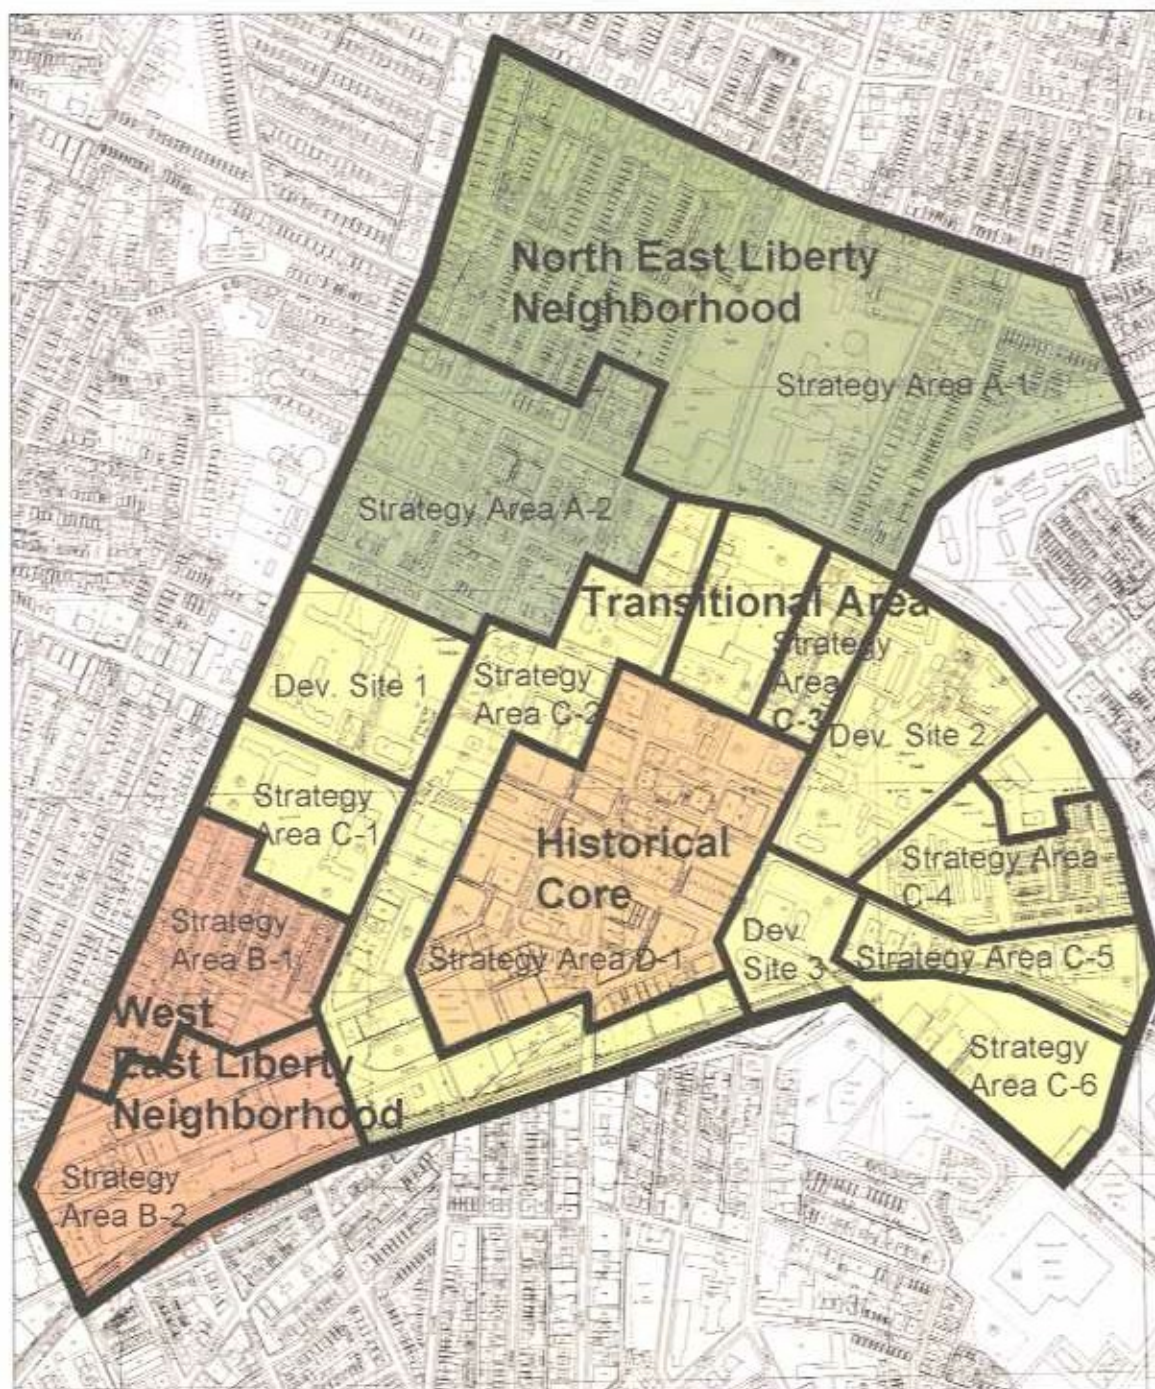 North East Liberty
Neighborhood
Strategy Area A-1
Strategy Area A-2
Transitional Area
Strategy
Area
C-3
Strategy
Area C-2
Dev. Site 1
Dev. Site 2
Strategy
Area C-1
Historical
Core
Strategy Area
C-4
Strategy
Area B-1
Strategy Area D-1
Dev.
Site 3
Strategy Area C-5
West
East Liberty
Neighborhood
Strategy
Area C-6
Strategy
Area B-2